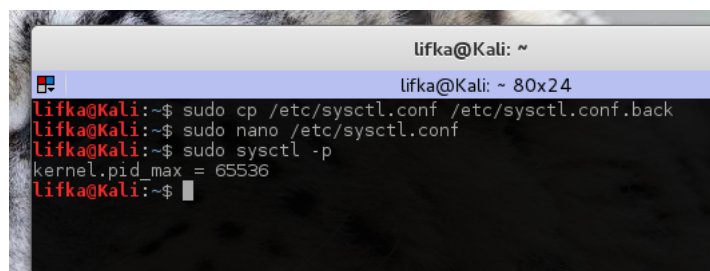 lifka@Kali: ~
lifka@Kali: ~ 80x24
lifka@Kali:~$ sudo cp /etc/sysctl.conf /etc/sysctl.conf.back
lifka@Kali:~$ sudo nano /etc/sysctl.conf
lifka@Kali:~$ sudo sysctl -p
kernel.pid_max = 65536
lifka@Kali:~$